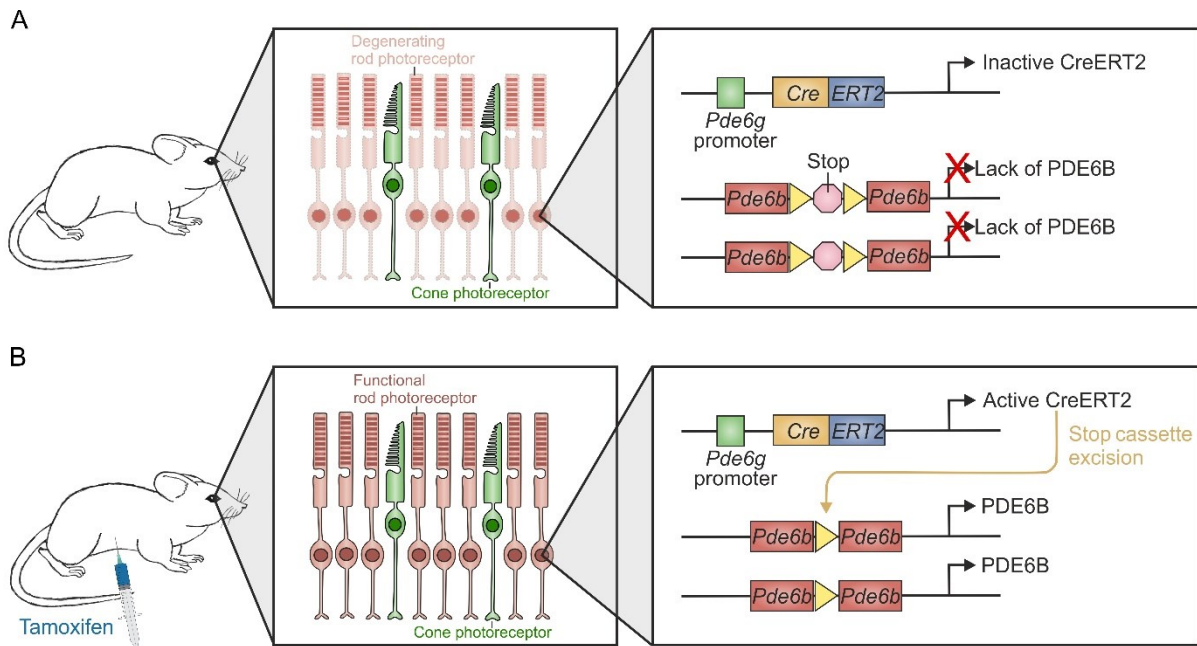 A
Degenerating
rod photoreceptor
Cone photoreceptor
Inactive CreERT2
Cre ERT2
Pde6g
promoter
Stop
Lack of PDE6B
Pde6b Pde6b
Lack of PDE6B
Pde6b Pde6b
B
Tamoxifen
Functional
rod photoreceptor
Cone photoreceptor
Active CreERT2
Cre ERT2
Stop cassette
excision
Pde6g
promoter
PDE6B
Pde6b Pde6b
PDE6B
Pde6b Pde6b